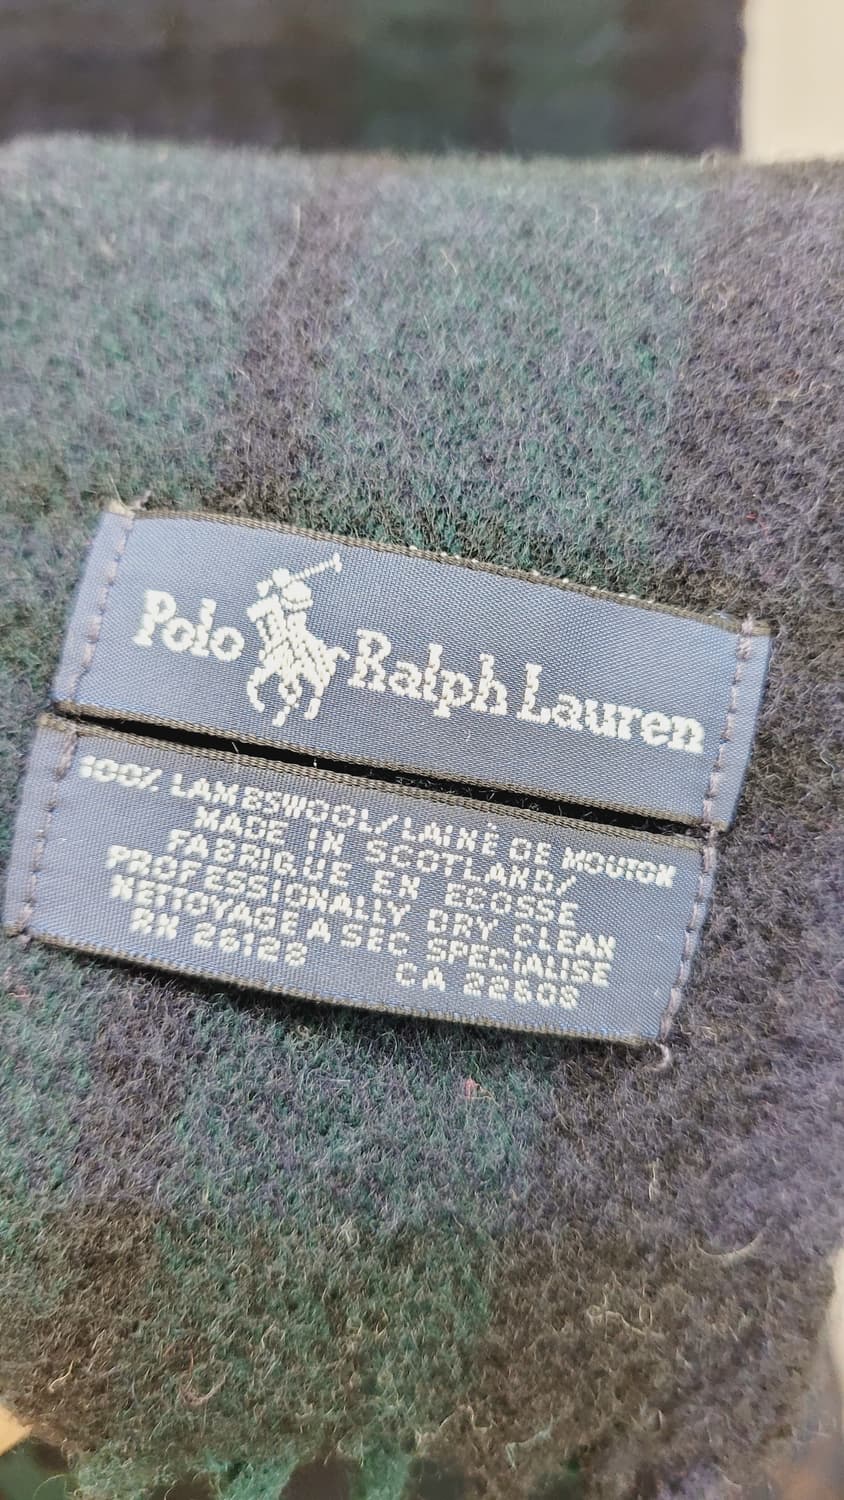 Polo Ralph Lauren
100% LAMBSWOOL/LAINE DE MOUTON
MADE IN SCOTLAND/
FABRIQUE EN ECOSSE
PROFESSIONALLY DRY CLEAN
NETTOYAGE A SEC SPECIALISE
RN 26122 CA 22608